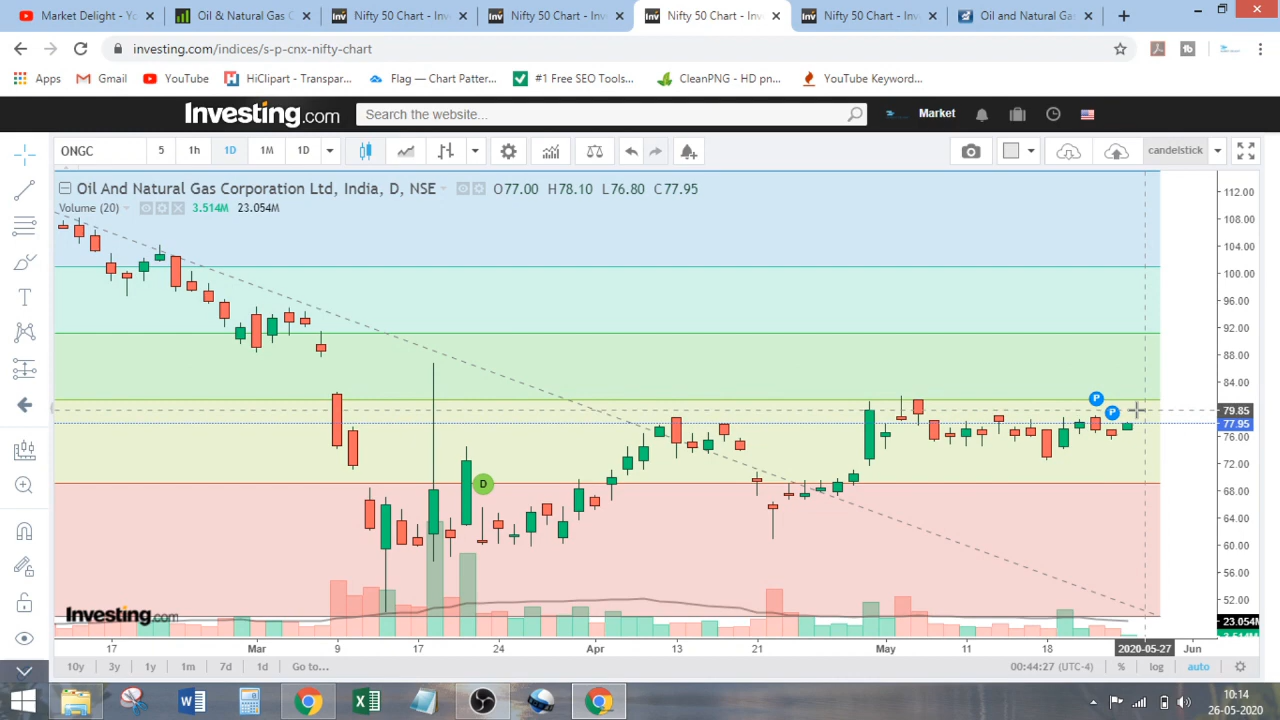 Market Delight - Yo
Oil & Natural Gas C
Nifty 50 Chart - Inv
Nifty 50 Chart - Inv
Nifty 50 Chart - Inv
Nifty 50 Chart - Inv
Oil and Natural Gas
investing.com/indices/s-p-cnx-nifty-chart
Apps
Gmail
YouTube
HiClipart - Transpar...
Flag — Chart Patter...
#1 Free SEO Tools...
CleanPNG - HD pn...
YouTube Keyword...
Investing.com
Search the website...
Market
ONGC
5
1h
1D
1M
1D
candelstick
Oil And Natural Gas Corporation Ltd, India, D, NSE
O77.00 H78.10 L76.80 C77.95
Volume (20)
3.514M 23.054M
112.00
108.00
104.00
100.00
96.00
92.00
88.00
84.00
79.85
77.95
76.00
72.00
68.00
64.00
60.00
56.00
52.00
23.054M
3.514M
P
P
D
Investing.com
17
Mar
9
17
24
Apr
13
21
May
11
18
2020-05-27
Jun
10y
3y
1y
1m
7d
1d
Go to...
00:44:27 (UTC-4)
%
log
auto
10:14
26-05-2020